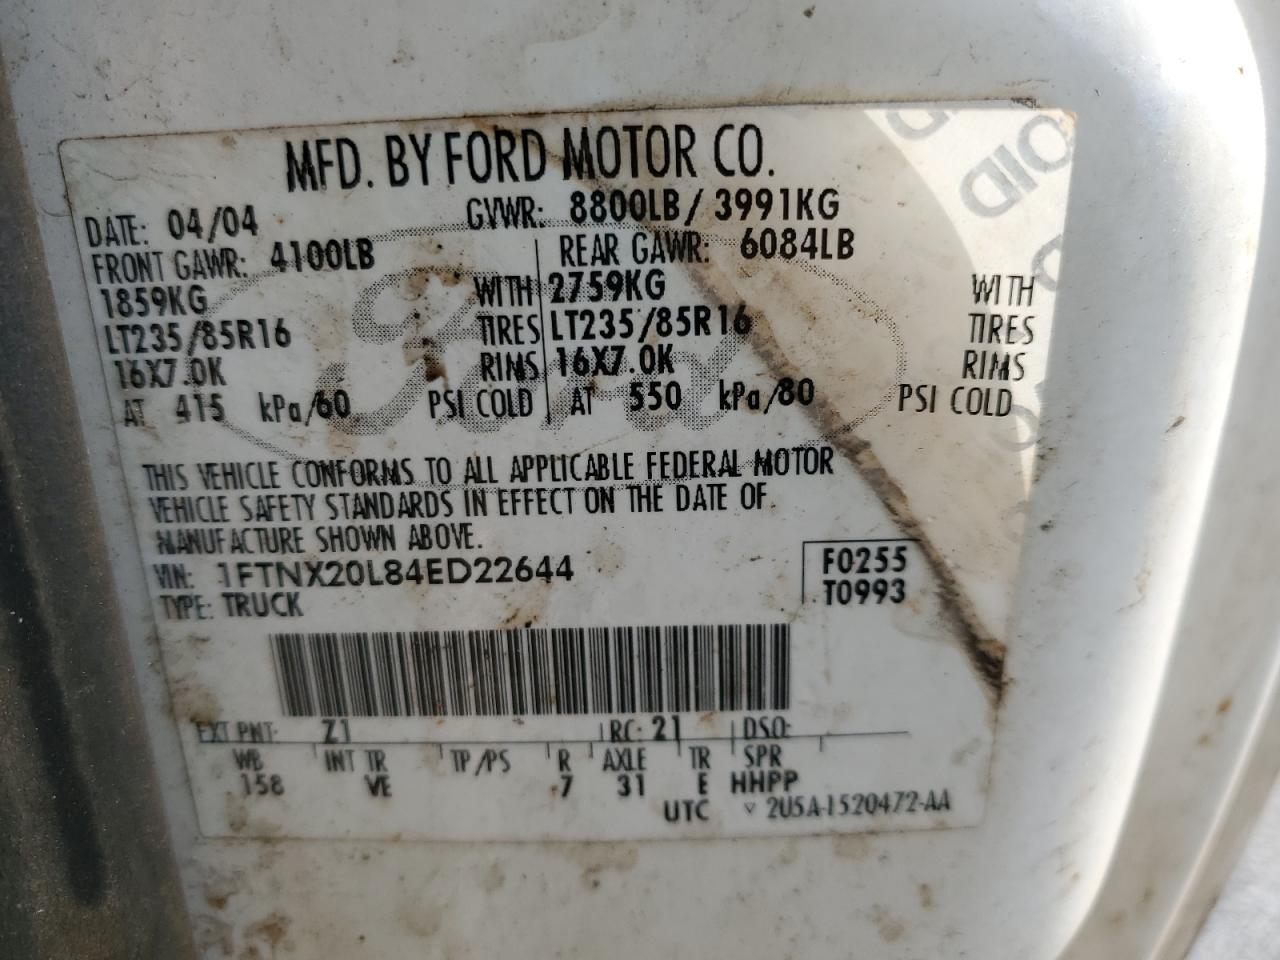 MFD. BY FORD MOTOR CO.
DATE: 04/04 GVWR: 8800LB / 3991KG
FRONT GAWR: 4100LB REAR GAWR: 6084LB
1859KG WITH 2759KG WITH
LT235/85R16 TIRES LT235/85R16 TIRES
16X7.0K RIMS 16X7.0K RIMS
AT 415 kPa/60 PSI COLD AT 550 kPa/80 PSI COLD
THIS VEHICLE CONFORMS TO ALL APPLICABLE FEDERAL MOTOR
VEHICLE SAFETY STANDARDS IN EFFECT ON THE DATE OF
MANUFACTURE SHOWN ABOVE.
VIN: 1FTNX20L84ED22644 F0255
TYPE: TRUCK T0993
EXT PNT: Z1 RC: 21 DSO:
WB INT TR TP/PS R AXLE TR SPR
158 VE 7 31 E HHPP
UTC ▽ 2U5A-1520472-AA
Ford
OID